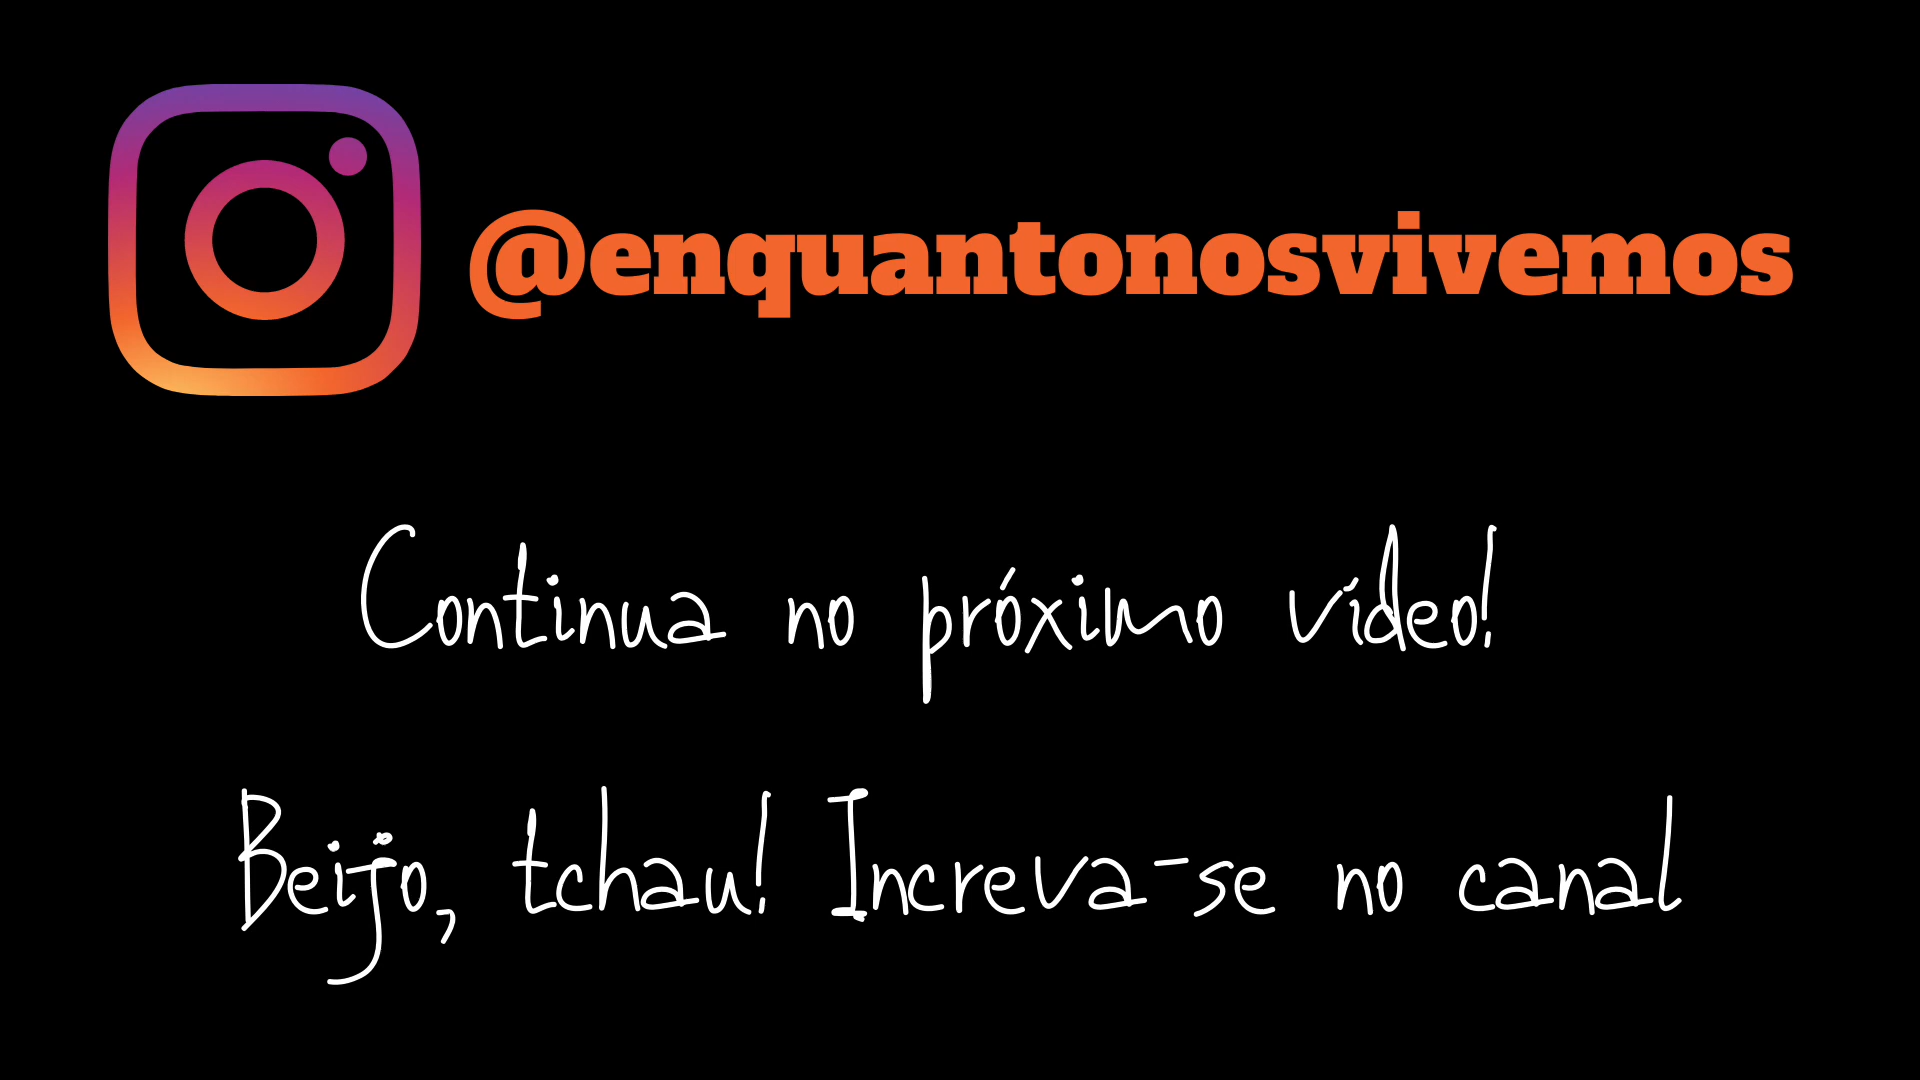 @enquantonosvivemos
Continua no próximo vídeo!
Beijo, tchau! Increva-se no canal